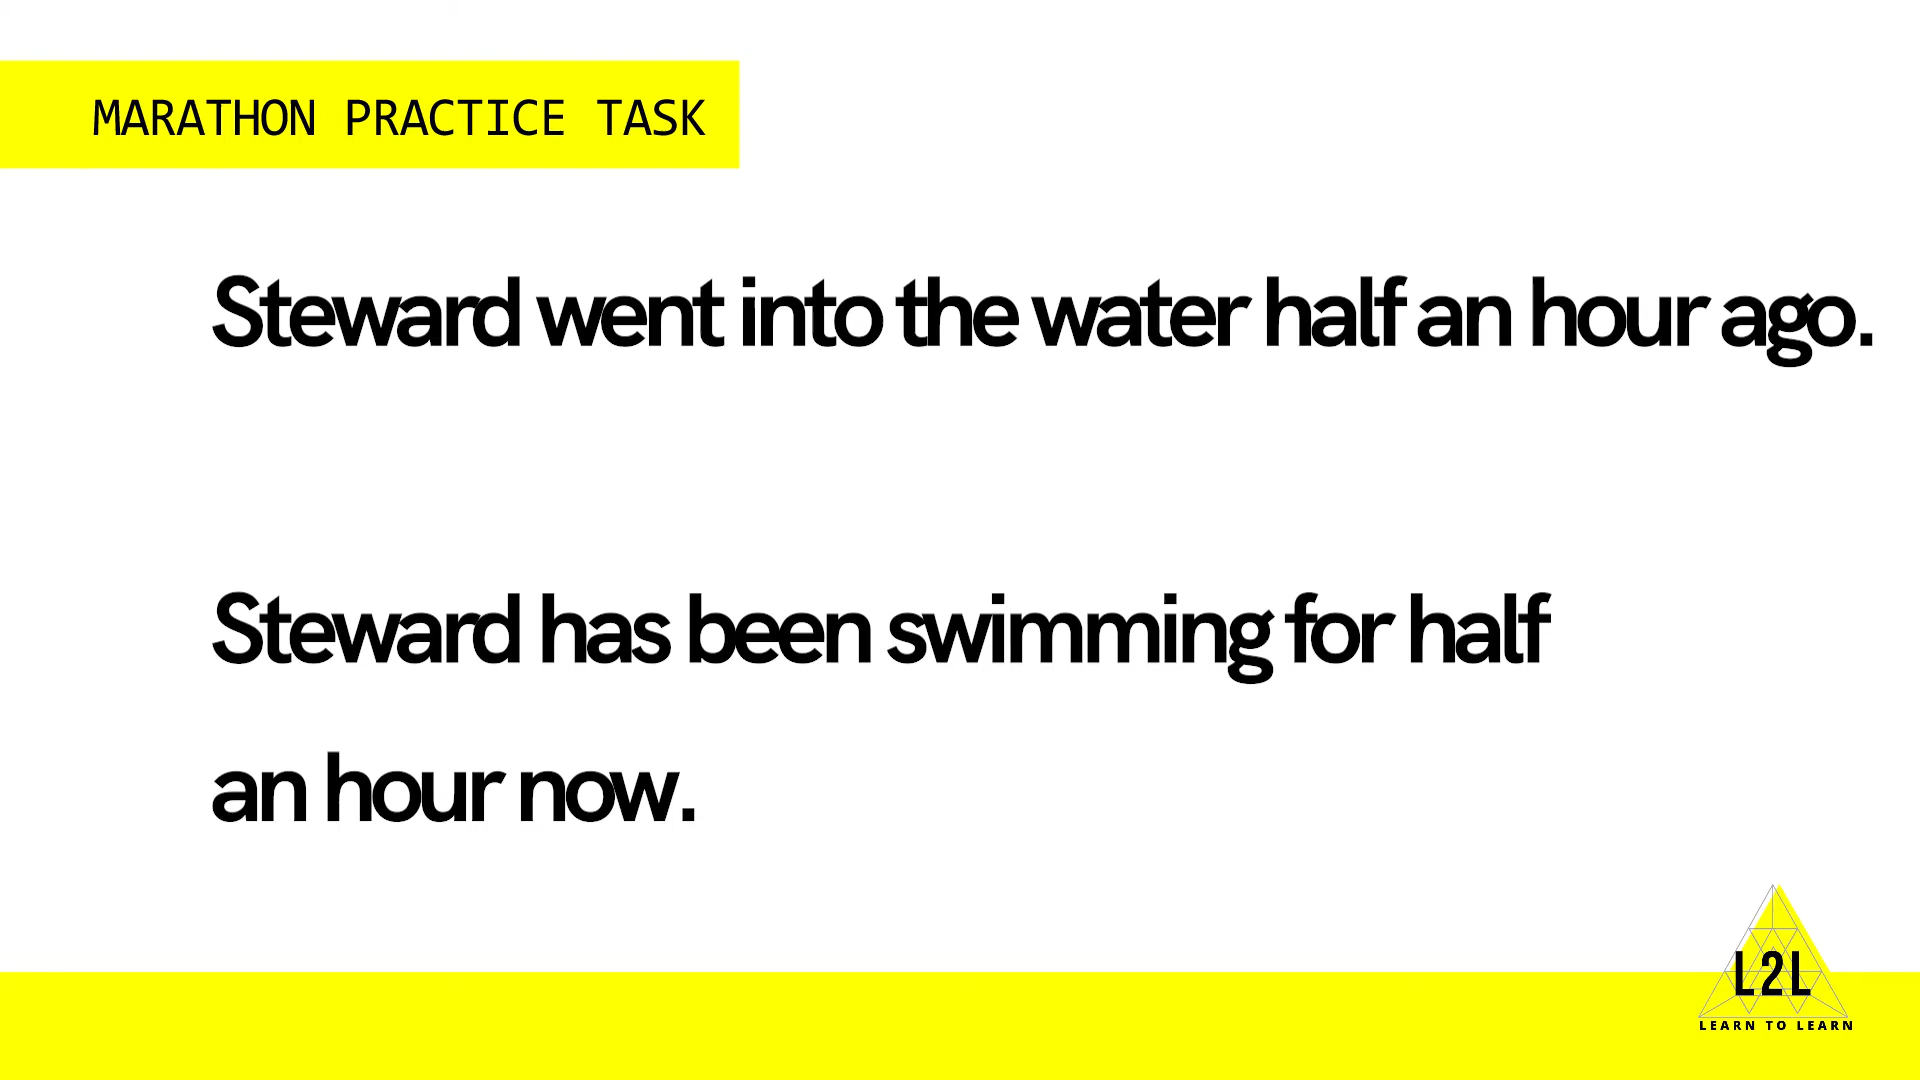 MARATHON PRACTICE TASK
Steward went into the water half an hour ago.
Steward has been swimming for half
an hour now.
L2L
LEARN TO LEARN